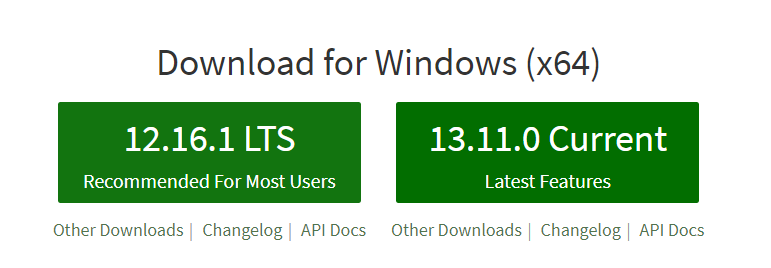 Download for Windows (x64)
12.16.1 LTS
Recommended For Most Users
Other Downloads | Changelog | API Docs
13.11.0 Current
Latest Features
Other Downloads | Changelog | API Docs